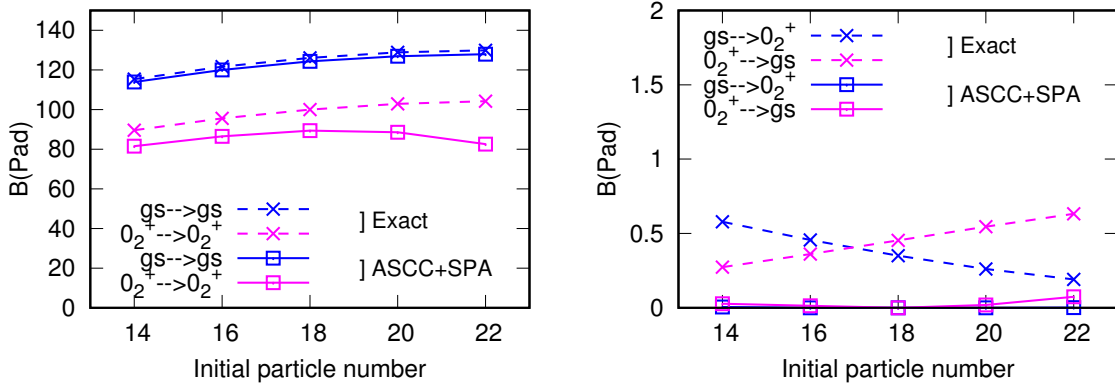 140
120
100
80
60
40
20
0
B(Pad)
gs-->gs
0₂⁺-->0₂⁺
] Exact
gs-->gs
0₂⁺-->0₂⁺
] ASCC+SPA
14 16 18 20 22
Initial particle number
2
1.5
1
0.5
0
B(Pad)
gs-->0₂⁺
0₂⁺-->gs
] Exact
gs-->0₂⁺
0₂⁺-->gs
] ASCC+SPA
14 16 18 20 22
Initial particle number